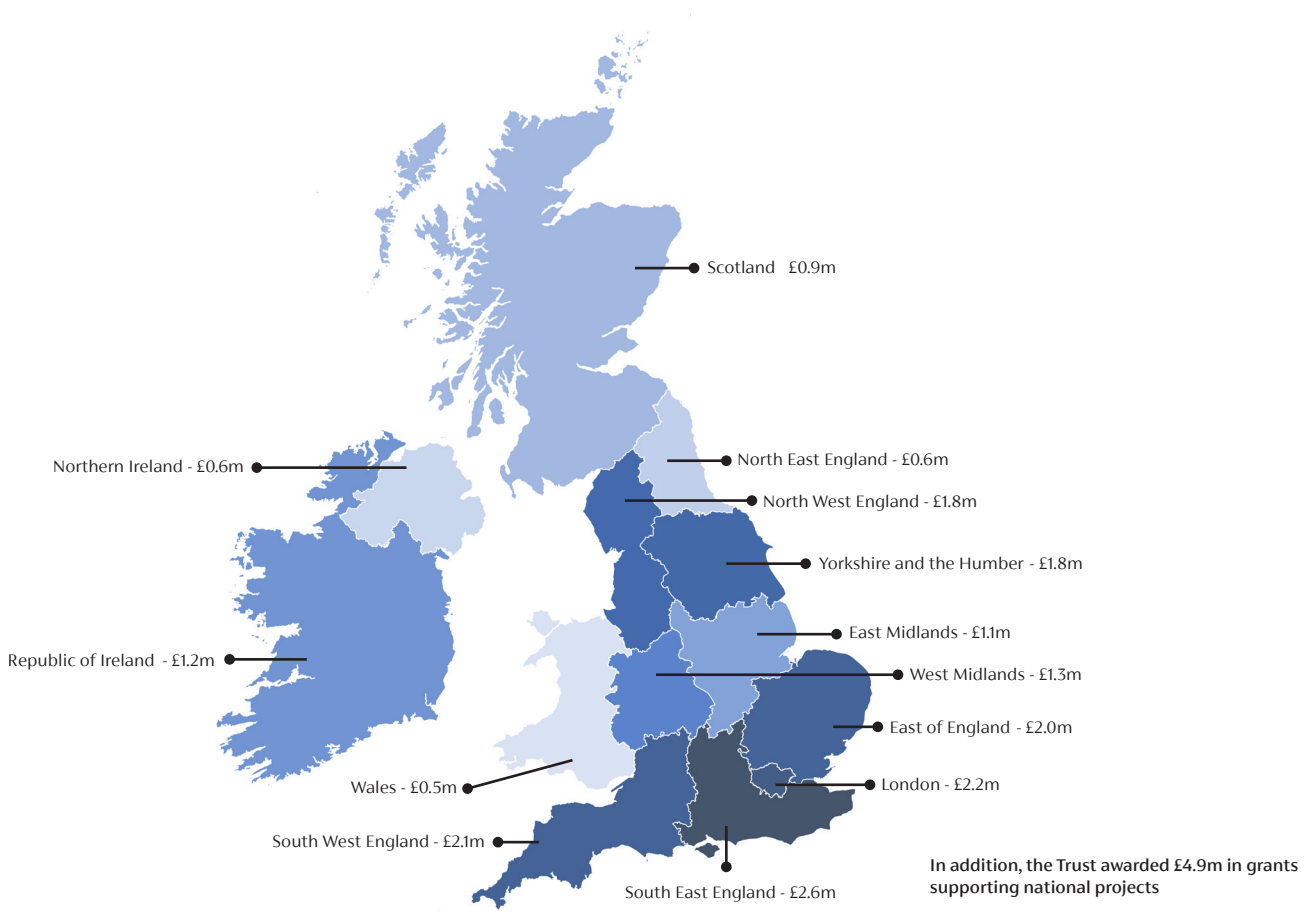 Scotland £0.9m
Northern Ireland - £0.6m
North East England - £0.6m
North West England - £1.8m
Yorkshire and the Humber - £1.8m
East Midlands - £1.1m
Republic of Ireland - £1.2m
West Midlands - £1.3m
East of England - £2.0m
Wales - £0.5m
London - £2.2m
South West England - £2.1m
South East England - £2.6m
In addition, the Trust awarded £4.9m in grants
supporting national projects